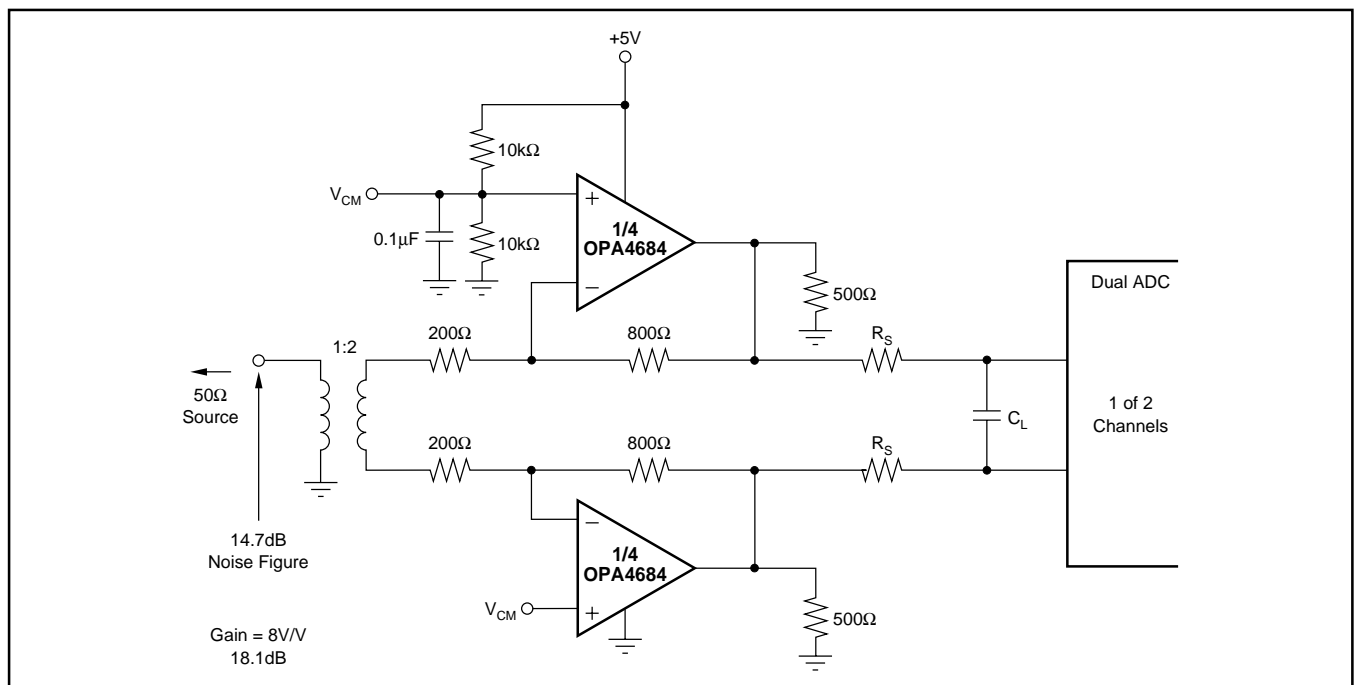 +5V
10kΩ
V_CM
0.1μF
10kΩ
+
1/4
OPA4684
−
500Ω
Dual ADC
1 of 2
Channels
1:2
200Ω
800Ω
R_S
50Ω
Source
C_L
200Ω
800Ω
R_S
−
1/4
OPA4684
+
V_CM
500Ω
14.7dB
Noise Figure
Gain = 8V/V
18.1dB